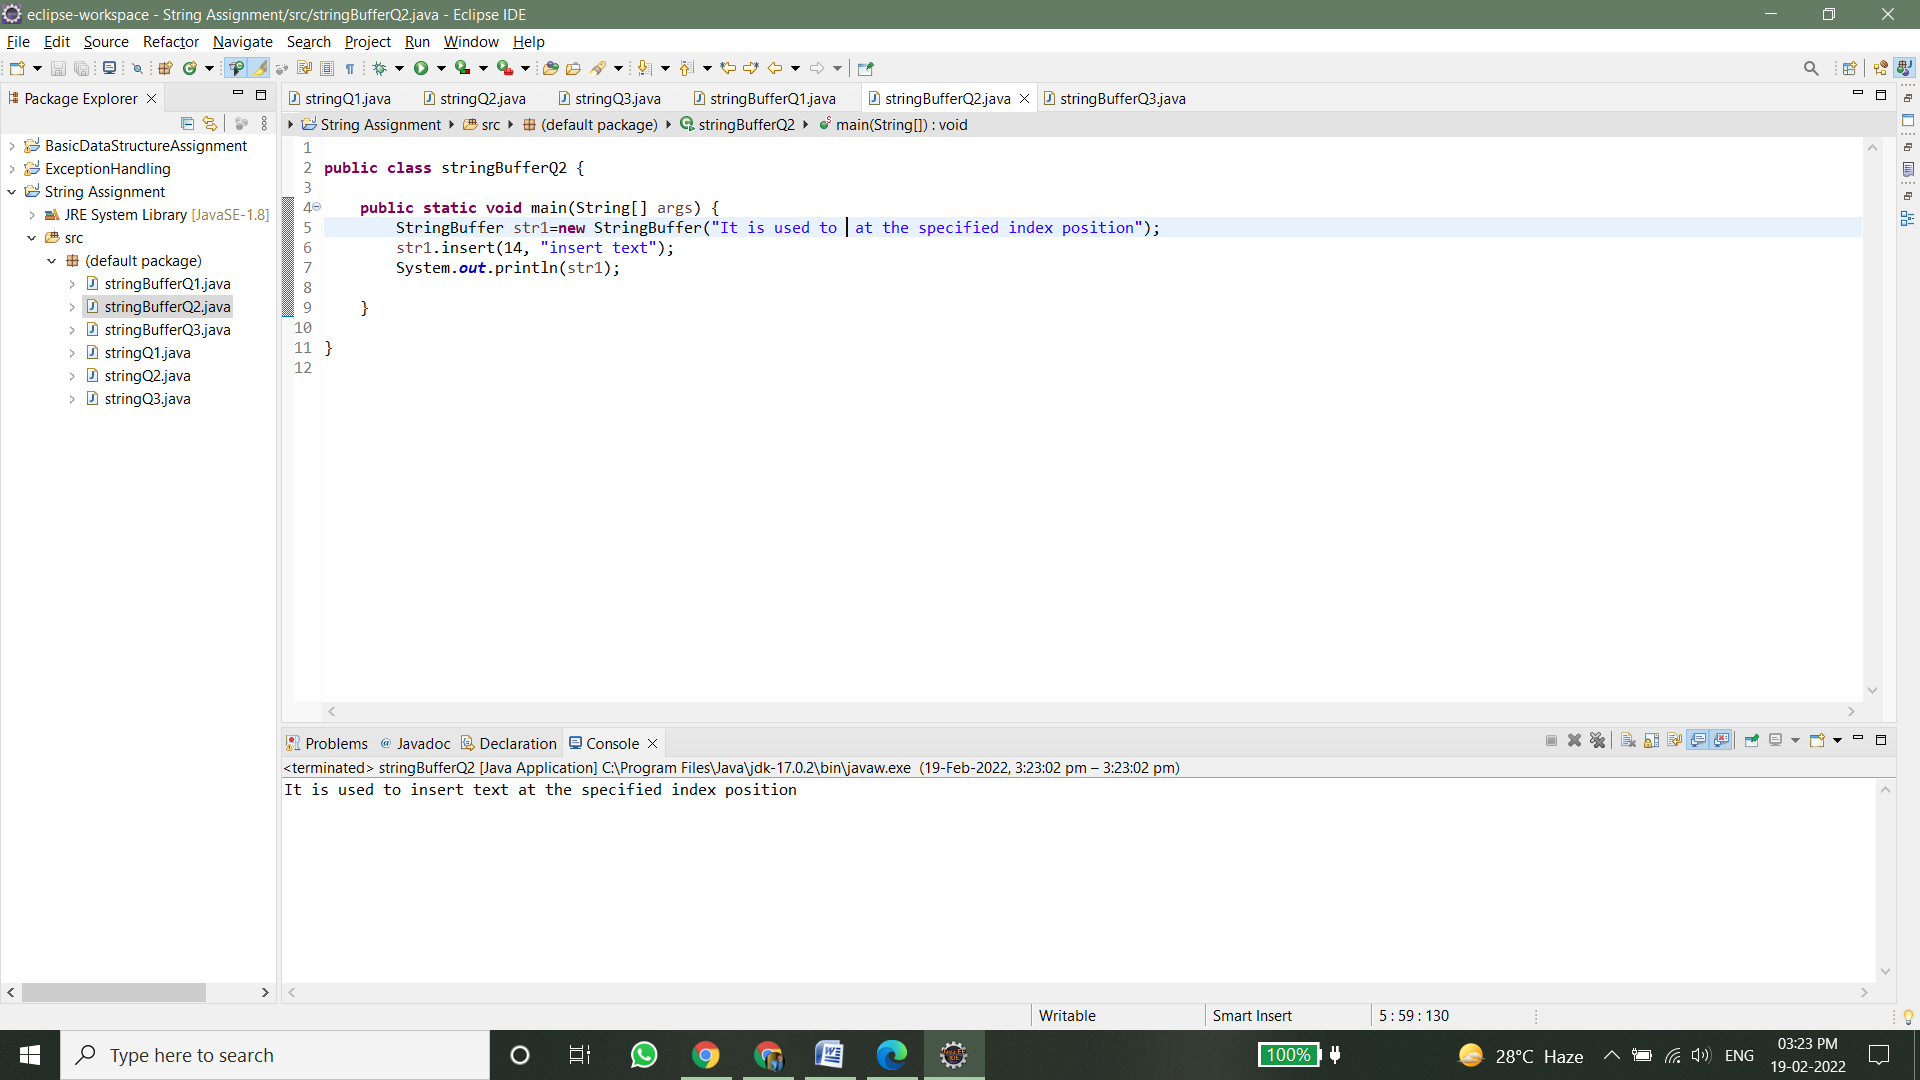 eclipse-workspace - String Assignment/src/stringBufferQ2.java - Eclipse IDE
File Edit Source Refactor Navigate Search Project Run Window Help
Package Explorer
stringQ1.java stringQ2.java stringQ3.java stringBufferQ1.java stringBufferQ2.java stringBufferQ3.java
String Assignment src (default package) stringBufferQ2 main(String[]) : void
BasicDataStructureAssignment
ExceptionHandling
String Assignment
JRE System Library [JavaSE-1.8]
src
(default package)
stringBufferQ1.java
stringBufferQ2.java
stringBufferQ3.java
stringQ1.java
stringQ2.java
stringQ3.java
1
2 public class stringBufferQ2 {
3
4 public static void main(String[] args) {
5 StringBuffer str1=new StringBuffer("It is used to  at the specified index position");
6 str1.insert(14, "insert text");
7 System.out.println(str1);
8
9 }
10
11 }
12
Problems Javadoc Declaration Console
<terminated> stringBufferQ2 [Java Application] C:\Program Files\Java\jdk-17.0.2\bin\javaw.exe (19-Feb-2022, 3:23:02 pm – 3:23:02 pm)
It is used to insert text at the specified index position
Writable Smart Insert 5 : 59 : 130
Type here to search
100% 28°C Haze ENG 03:23 PM
19-02-2022